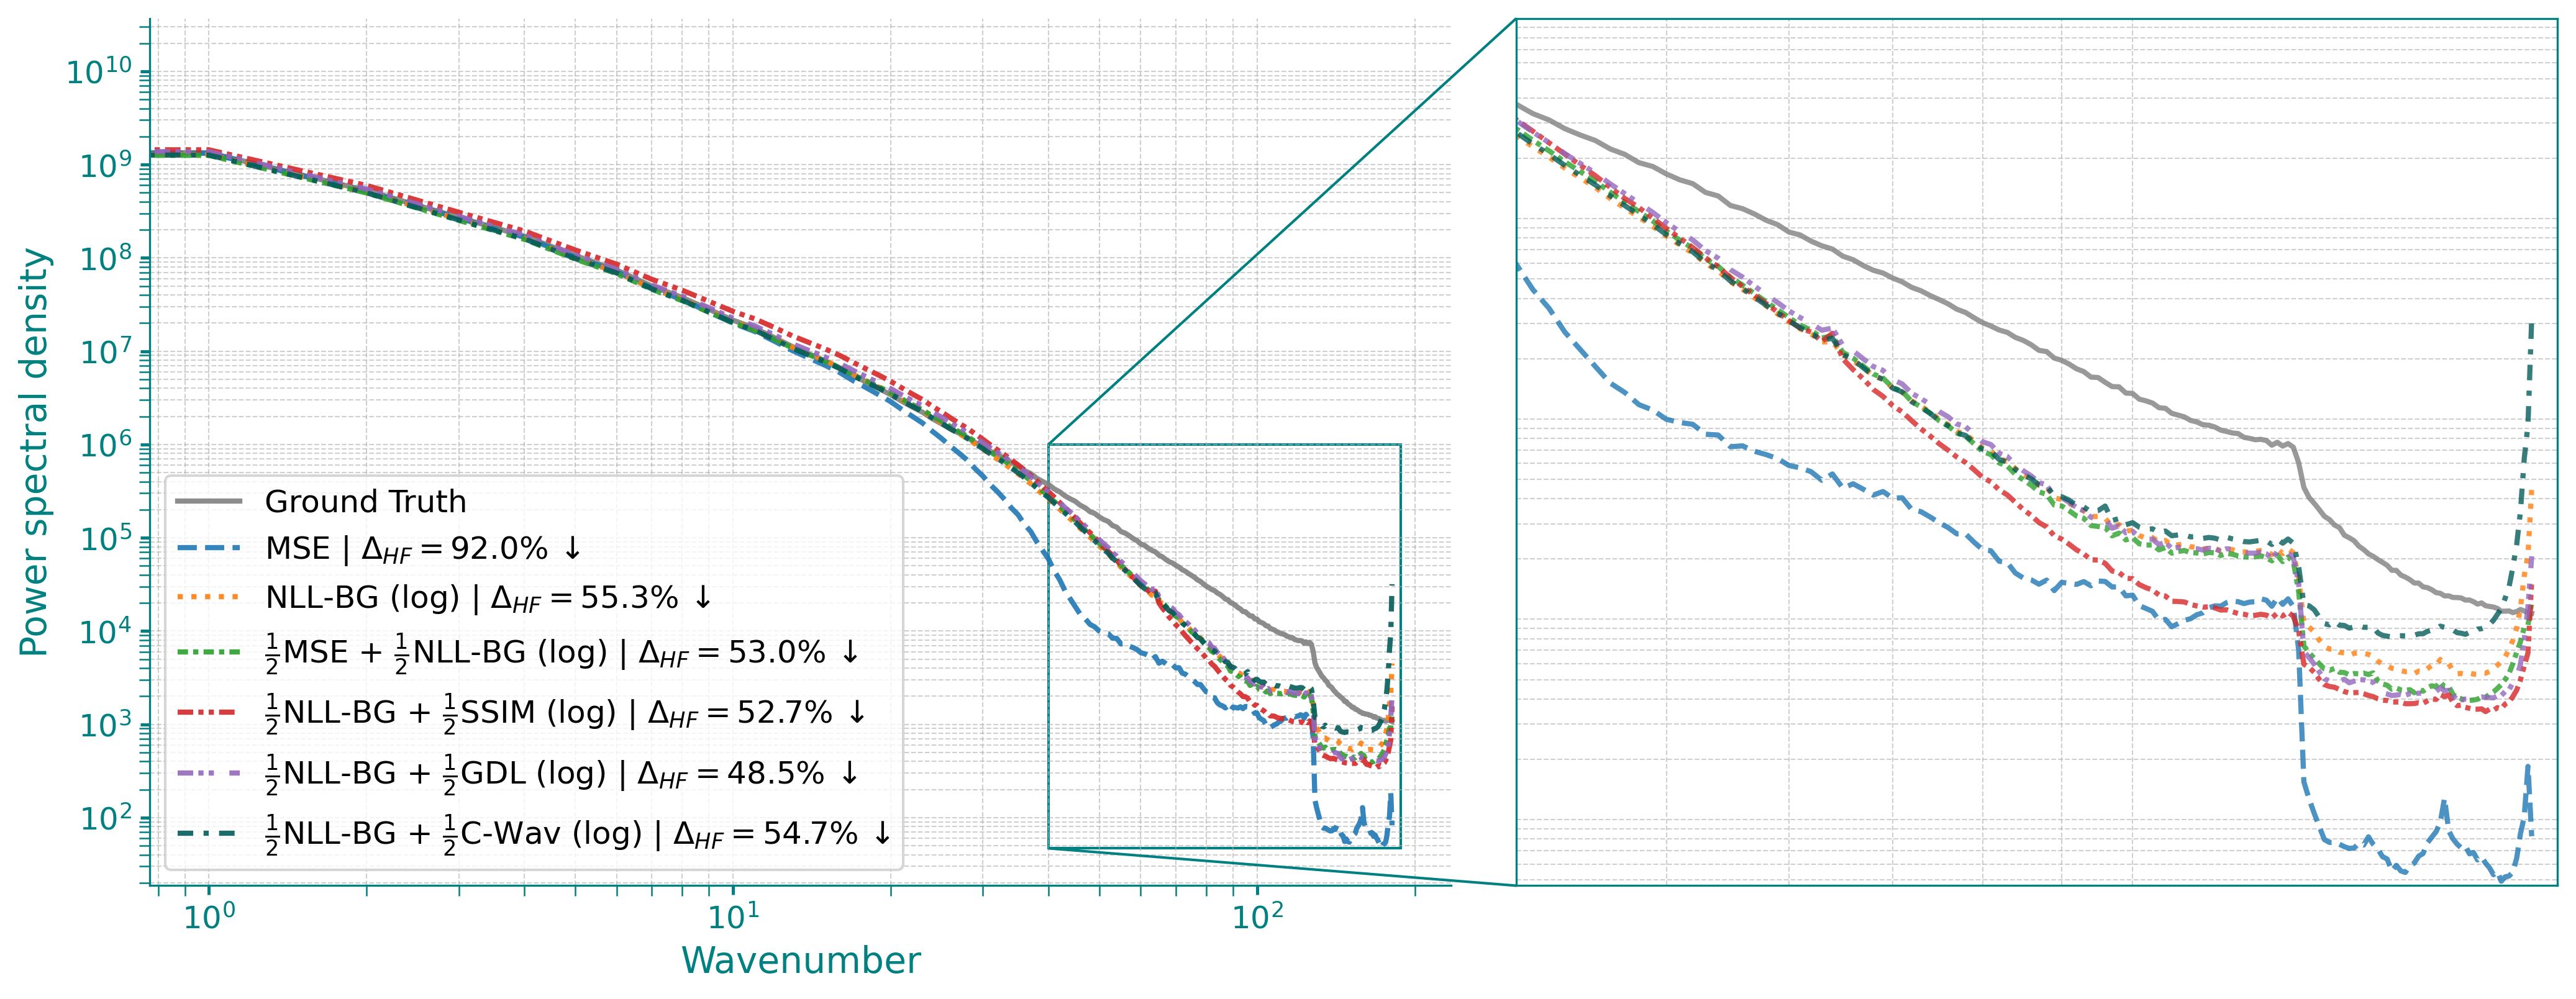 Power spectral density
10^10
10^9
10^8
10^7
10^6
10^5
10^4
10^3
10^2
Ground Truth
MSE | Δ_HF = 92.0% ↓
NLL-BG (log) | Δ_HF = 55.3% ↓
½MSE + ½NLL-BG (log) | Δ_HF = 53.0% ↓
½NLL-BG + ½SSIM (log) | Δ_HF = 52.7% ↓
½NLL-BG + ½GDL (log) | Δ_HF = 48.5% ↓
½NLL-BG + ½C-Wav (log) | Δ_HF = 54.7% ↓
10^0 10^1 10^2
Wavenumber